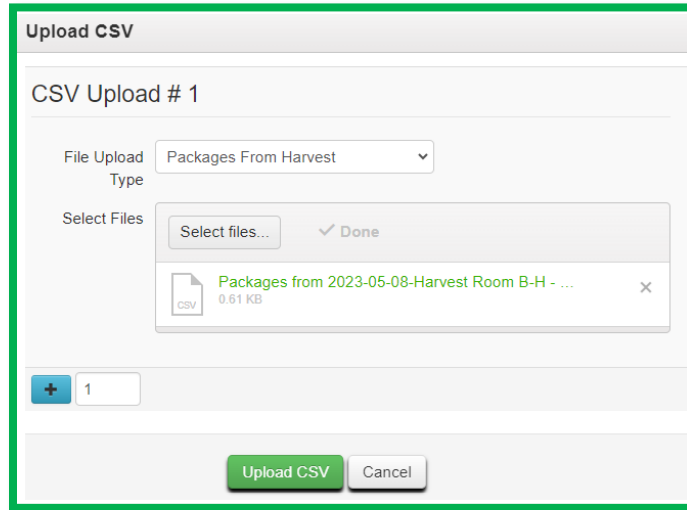 Upload CSV
CSV Upload # 1
File Upload Type
Packages From Harvest
Select Files
Select files...
Done
Packages from 2023-05-08-Harvest Room B-H - ...
CSV
0.61 KB
1
Upload CSV
Cancel